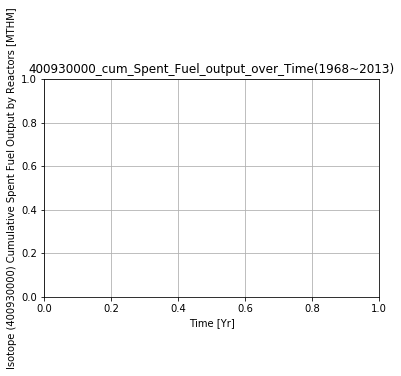 400930000_cum_Spent_Fuel_output_over_Time(1968~2013)
Isotope (400930000) Cumulative Spent Fuel Output by Reactors [MTHM]
1.0
0.8
0.6
0.4
0.2
0.0
0.0 0.2 0.4 0.6 0.8 1.0
Time [Yr]